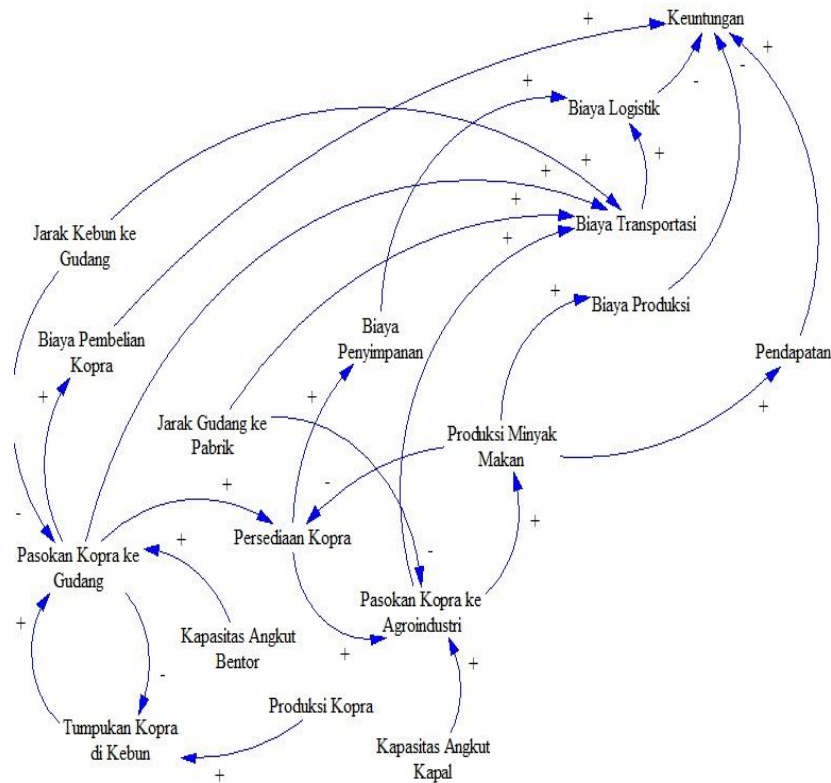 Keuntungan
Biaya Logistik
Jarak Kebun ke
Gudang
Biaya Transportasi
Biaya Produksi
Biaya Pembelian
Kopra
Biaya
Penyimpanan
Pendapatan
Jarak Gudang ke
Pabrik
Produksi Minyak
Makan
Persediaan Kopra
Pasokan Kopra ke
Gudang
Pasokan Kopra ke
Agroindustri
Kapasitas Angkut
Bentor
Produksi Kopra
Tumpukan Kopra
di Kebun
Kapasitas Angkut
Kapal